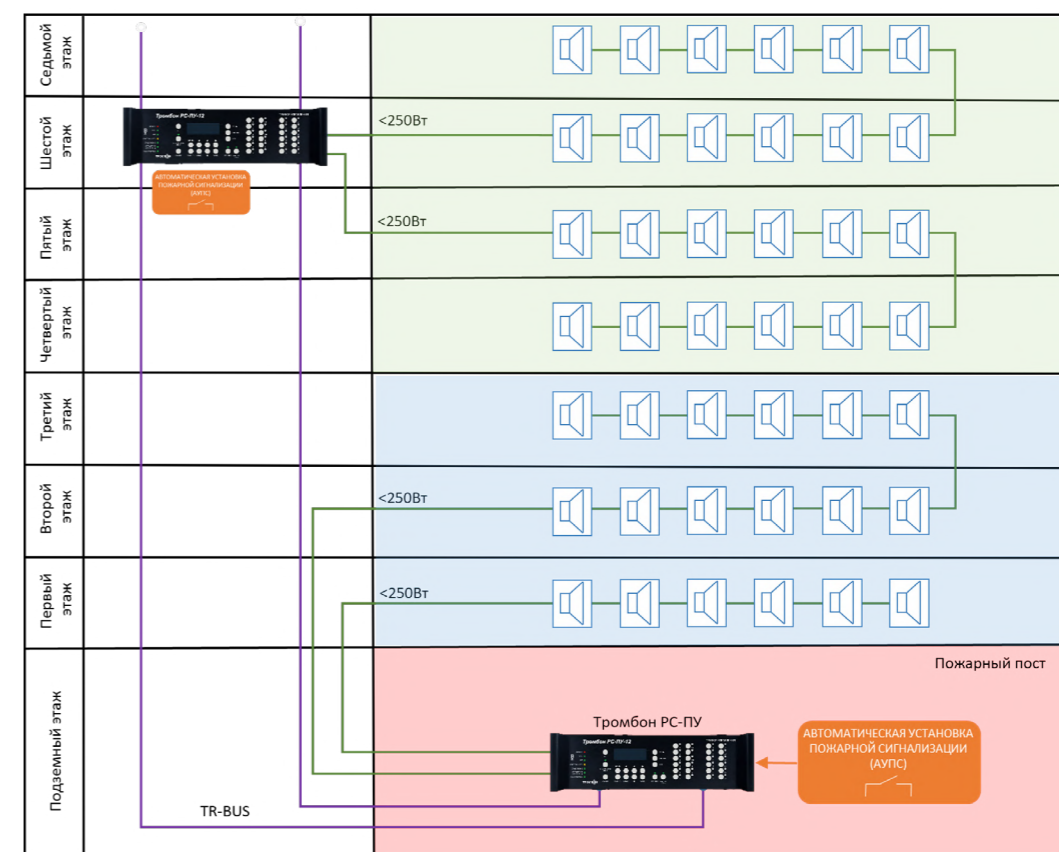 Седьмой
этаж
Шестой
этаж
Тромбон РС-ПУ-12
<250Вт
АВТОМАТИЧЕСКАЯ УСТАНОВКА
ПОЖАРНОЙ СИГНАЛИЗАЦИИ
(АУПС)
Пятый
этаж
<250Вт
Четвертый
этаж
Третий
этаж
Второй
этаж
<250Вт
Первый
этаж
<250Вт
Подземный этаж
Пожарный пост
Тромбон РС-ПУ
Тромбон РС-ПУ-12
АВТОМАТИЧЕСКАЯ УСТАНОВКА
ПОЖАРНОЙ СИГНАЛИЗАЦИИ
(АУПС)
TR-BUS